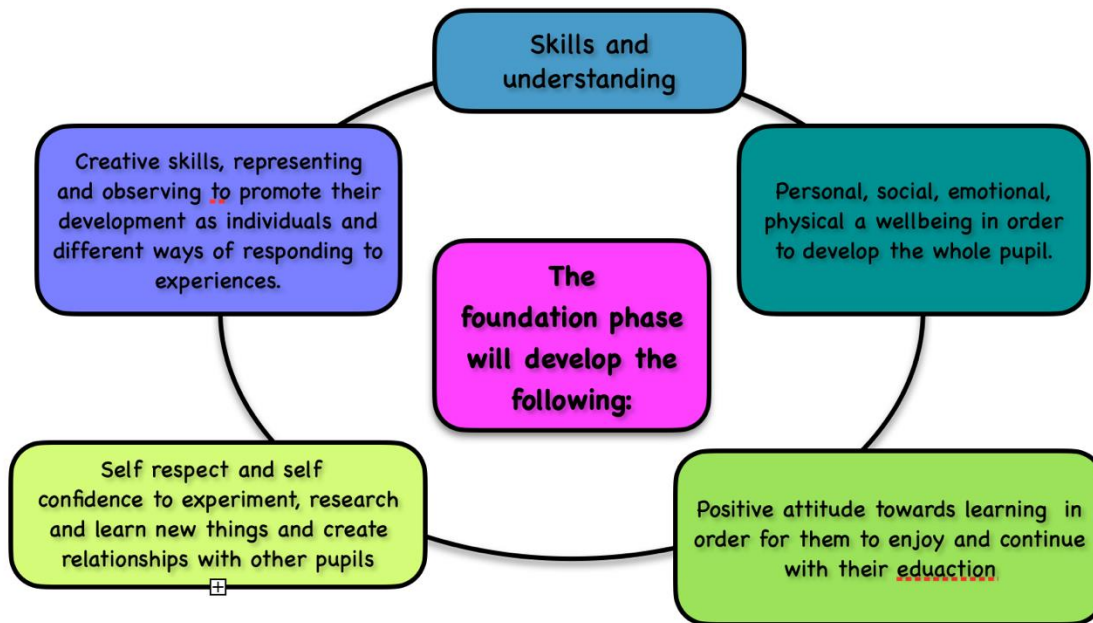 Skills and
understanding
Creative skills, representing
and observing to promote their
development as individuals and
different ways of responding to
experiences.
Personal, social, emotional,
physical a wellbeing in order
to develop the whole pupil.
The
foundation phase
will develop the
following:
Self respect and self
confidence to experiment, research
and learn new things and create
relationships with other pupils
Positive attitude towards learning in
order for them to enjoy and continue
with their eduaction